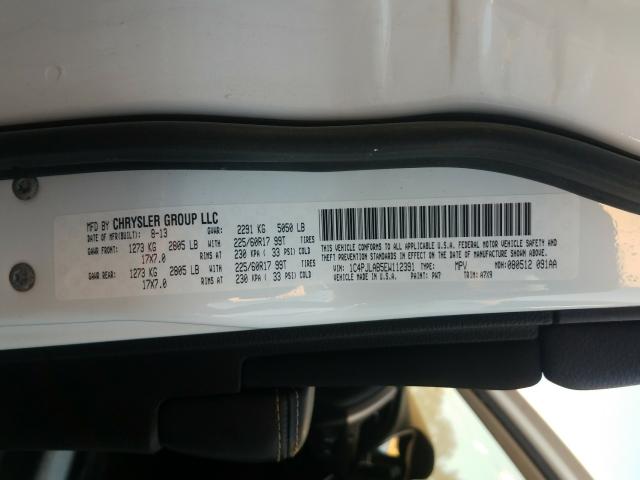 MFD BY CHRYSLER GROUP LLC
DATE OF MFR(BUILT): 8-13 GVWR: 2291 KG 5050 LB
GAWR FRONT: 1273 KG 2805 LB WITH 225/60R17 99T TIRES
17X7.0 RIMS AT 230 KPA ( 33 PSI) COLD
GAWR REAR: 1273 KG 2805 LB WITH 225/60R17 99T TIRES
17X7.0 RIMS AT 230 KPA ( 33 PSI) COLD
THIS VEHICLE CONFORMS TO ALL APPLICABLE U.S.A. FEDERAL MOTOR VEHICLE SAFETY AND
THEFT PREVENTION STANDARDS IN EFFECT ON THE DATE OF MANUFACTURE SHOWN ABOVE.
VIN: 1C4PJLAB5EW112391 TYPE: MPV MDH:080512 091AA
VEHICLE MADE IN U.S.A. PAINT: PW7 TRIM: A7X9